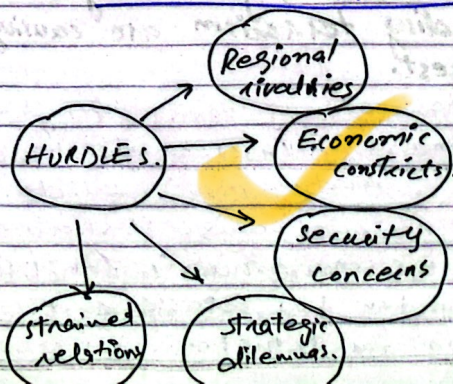 HURDLES.
Regional
rivalries
Economic
constricts
security
concerns
strategic
dilemmas.
strained
relations